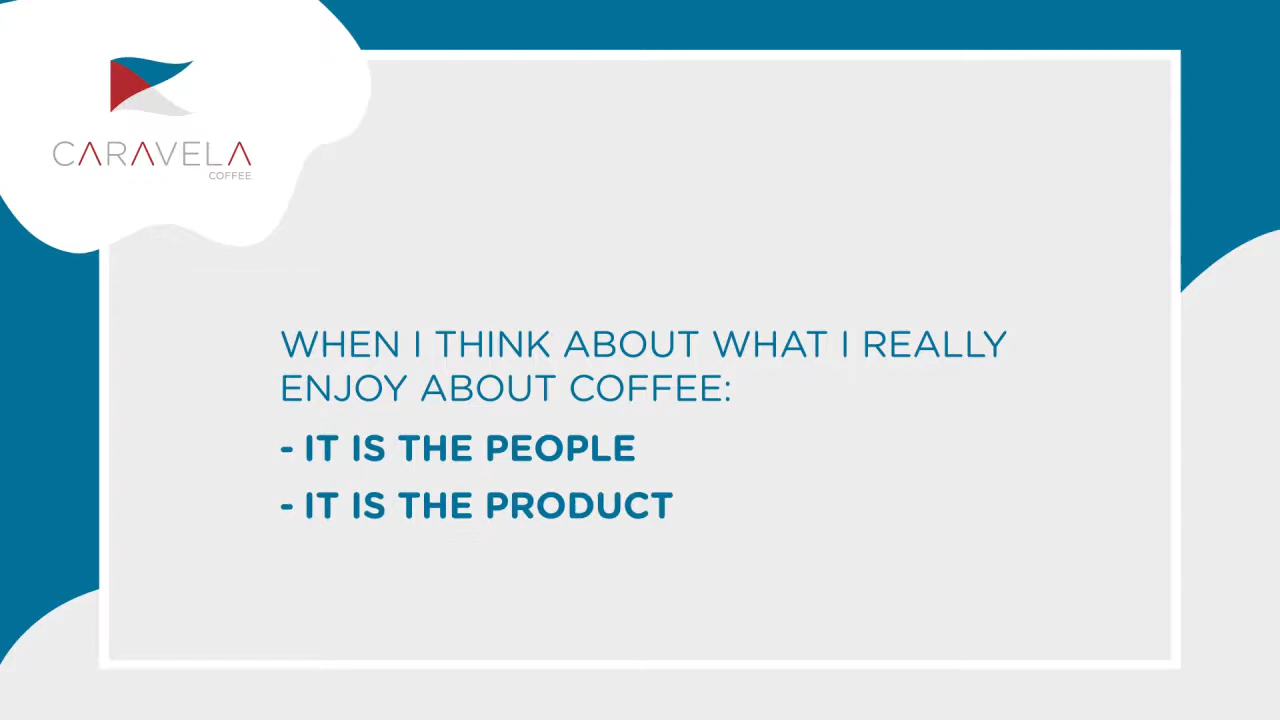 CARAVELA
COFFEE
WHEN I THINK ABOUT WHAT I REALLY
ENJOY ABOUT COFFEE:
- IT IS THE PEOPLE
- IT IS THE PRODUCT